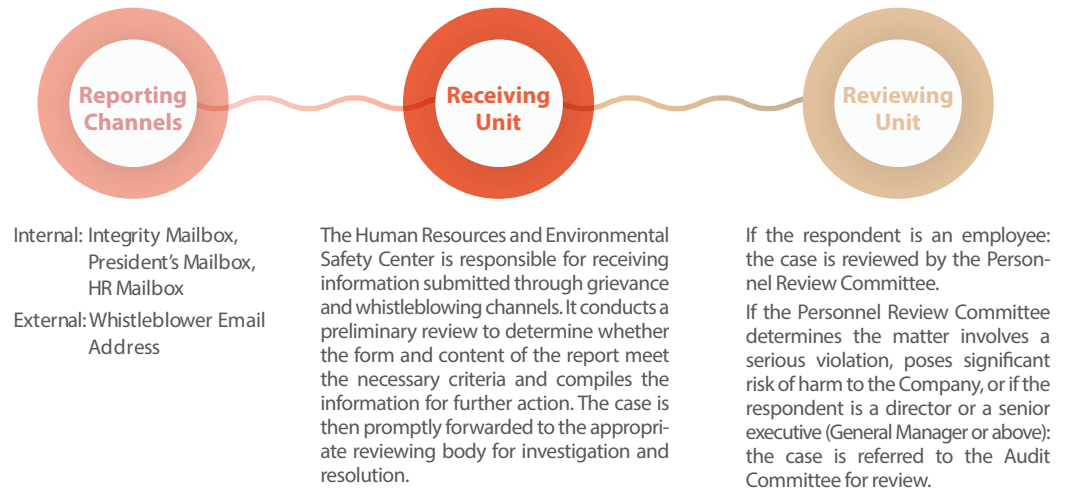 Reporting
Channels
Receiving
Unit
Reviewing
Unit
Internal: Integrity Mailbox,
President's Mailbox,
HR Mailbox
External: Whistleblower Email
Address
The Human Resources and Environmental
Safety Center is responsible for receiving
information submitted through grievance
and whistleblowing channels. It conducts a
preliminary review to determine whether
the form and content of the report meet
the necessary criteria and compiles the
information for further action. The case is
then promptly forwarded to the appropri-
ate reviewing body for investigation and
resolution.
If the respondent is an employee:
the case is reviewed by the Person-
nel Review Committee.
If the Personnel Review Committee
determines the matter involves a
serious violation, poses significant
risk of harm to the Company, or if the
respondent is a director or a senior
executive (General Manager or above):
the case is referred to the Audit
Committee for review.